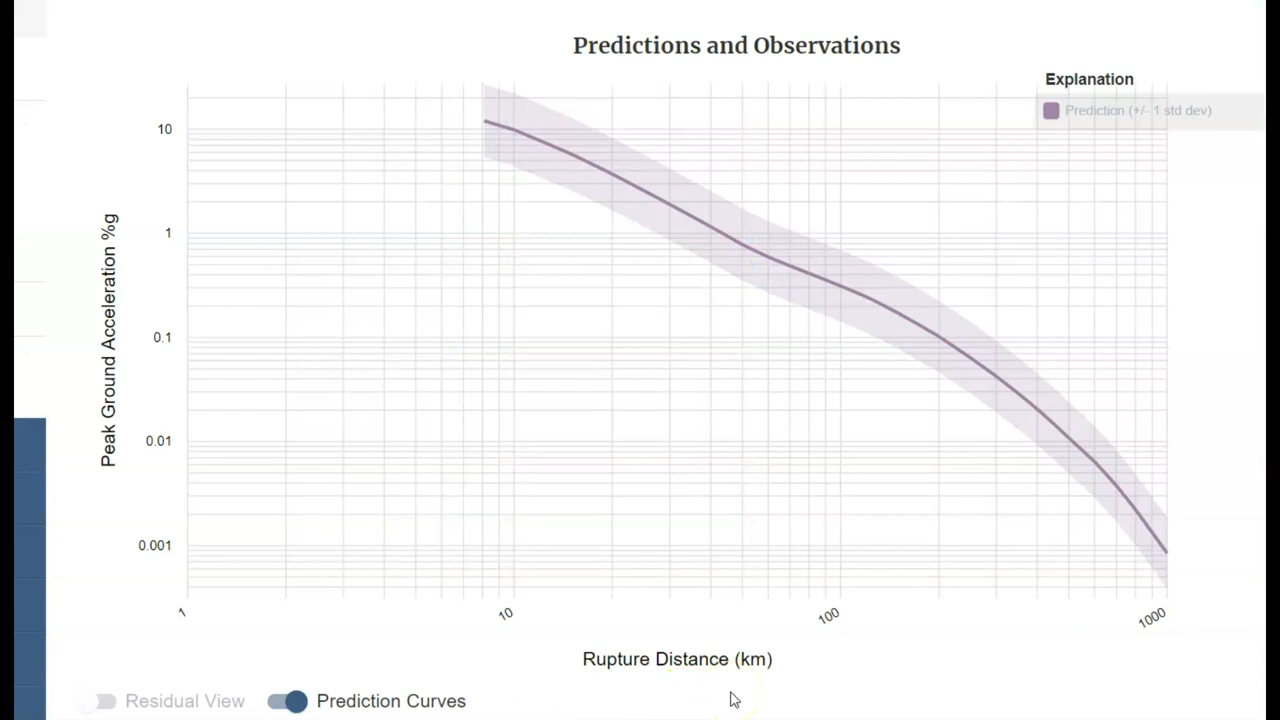 Predictions and Observations
Explanation
Prediction (+/- 1 std dev)
Peak Ground Acceleration %g
10
1
0.1
0.01
0.001
1
10
100
1000
Rupture Distance (km)
Residual View
Prediction Curves